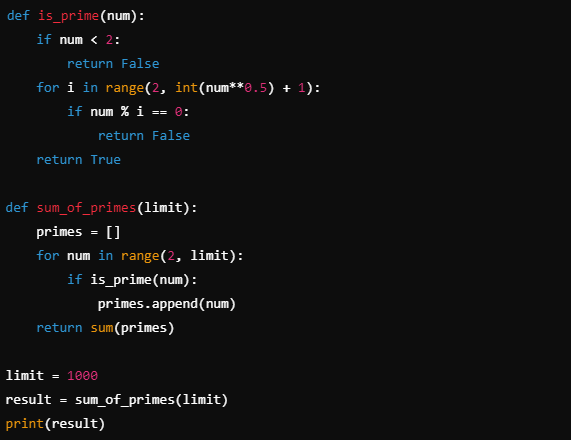 def is_prime(num):
    if num < 2:
        return False
    for i in range(2, int(num**0.5) + 1):
        if num % i == 0:
            return False
    return True

def sum_of_primes(limit):
    primes = []
    for num in range(2, limit):
        if is_prime(num):
            primes.append(num)
    return sum(primes)

limit = 1000
result = sum_of_primes(limit)
print(result)